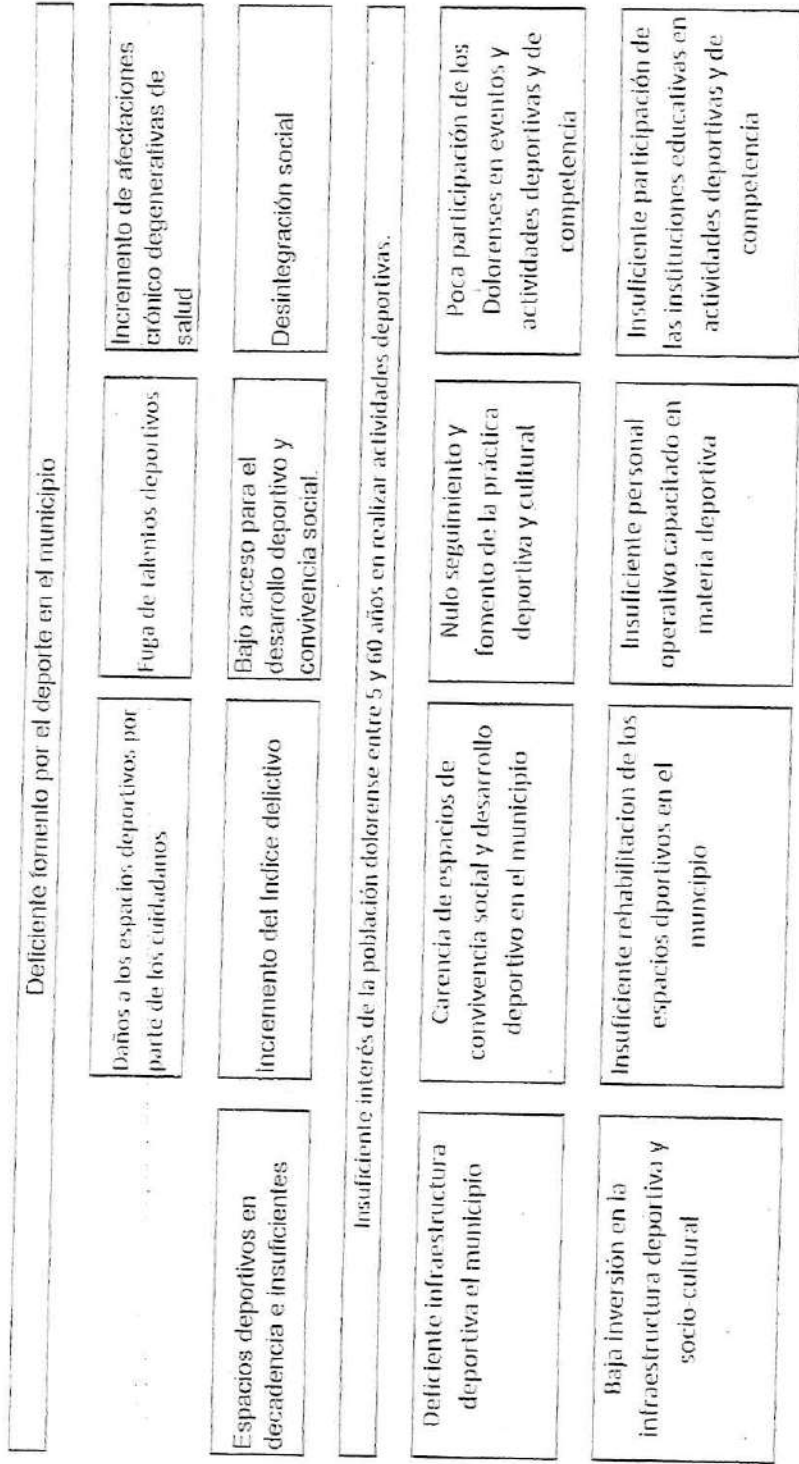 Deficiente fomento por el deporte en el municipio
Daños a los espacios deportivos por
parte de los cuidadanos
Fuga de talentos deportivos
Incremento de afectaciones
crónico degenerativas de
salud
Espacios deportivos en
decadencia e insuficientes
Incremento del Indice delictivo
Bajo acceso para el
desarrollo deportivo y
convivencia social.
Desintegración social
Insuficiente interés de la población dolorense entre 5 y 60 años en realizar actividades deportivas.
Deficiente infraestructura
deportiva el municipio
Carencia de espacios de
convivencia social y desarrollo
deportivo en el municipio
Nulo seguimiento y
fomento de la práctica
deportiva y cultural
Poca participación de los
Dolorenses en eventos y
actividades deportivas y de
competencia
Baja inversión en la
infraestructura deportiva y
socio-cultural
Insuficiente rehabilitacion de los
espacios dportivos en el
muncipio
Insuficiente personal
operativo capacitado en
materia deportiva
Insuficiente participación de
las instituciones educativas en
actividades deportivas y de
competencia